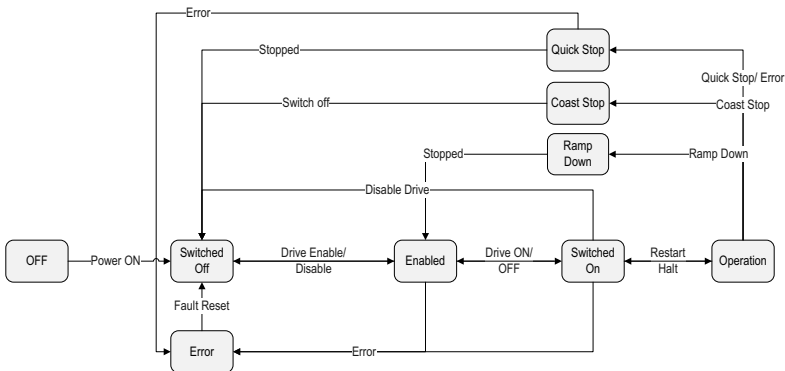 Error
Stopped
Quick Stop
Quick Stop/ Error
Switch off
Coast Stop
Coast Stop
Stopped
Ramp
Down
Ramp Down
Disable Drive
OFF
Power ON
Switched
Off
Drive Enable/
Disable
Enabled
Drive ON/
OFF
Switched
On
Restart
Halt
Operation
Fault Reset
Error
Error